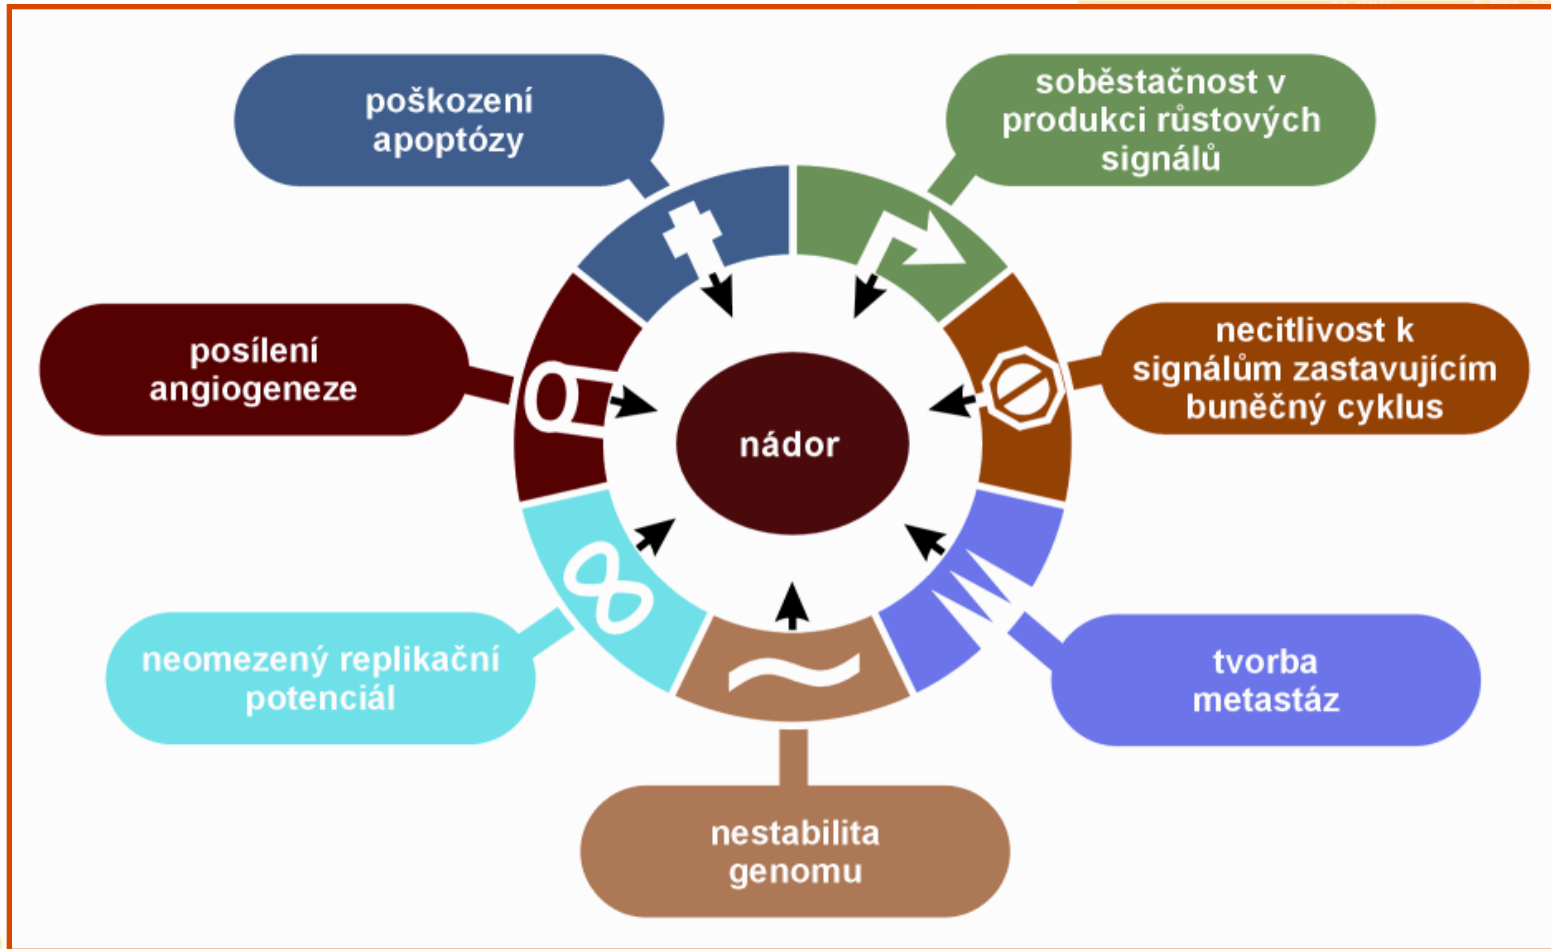 poškození
apoptózy
soběstačnost v
produkci růstových
signálů
posílení
angiogeneze
necitlivost k
signálům zastavujícím
buněčný cyklus
nádor
neomezený replikační
potenciál
tvorba
metastáz
nestabilita
genomu